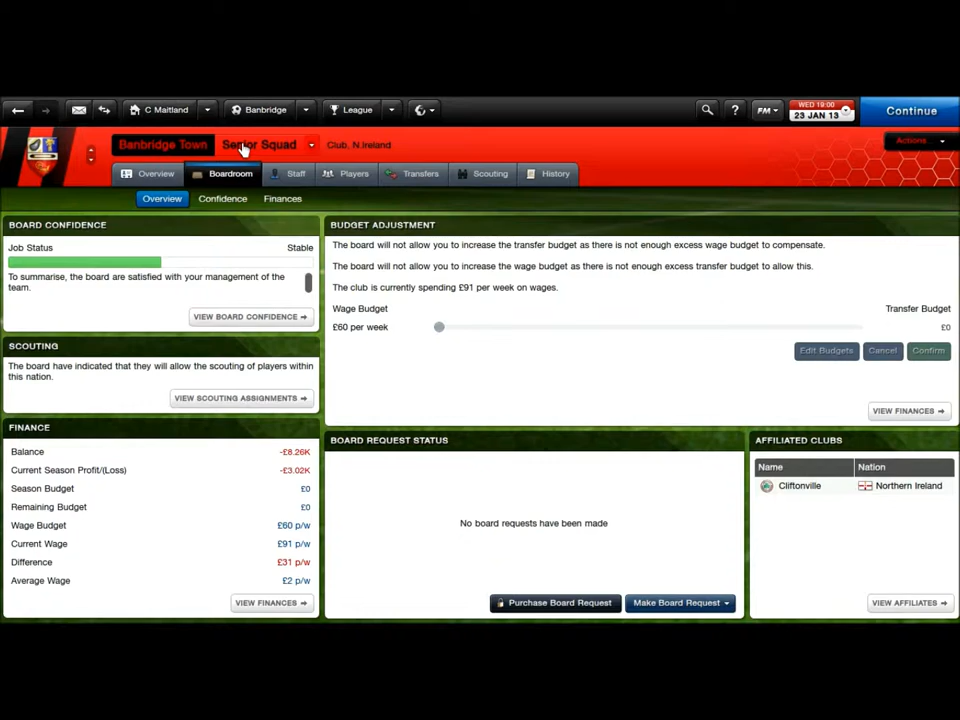 C Maitland
Banbridge
League
?
FM
WED 19:00
23 JAN 13
Continue
Banbridge Town
Senior Squad
Club, N.Ireland
Actions
Overview
Boardroom
Staff
Players
Transfers
Scouting
History
Overview
Confidence
Finances
BOARD CONFIDENCE
Job Status
Stable
To summarise, the board are satisfied with your management of the
team.
VIEW BOARD CONFIDENCE
SCOUTING
The board have indicated that they will allow the scouting of players within
this nation.
VIEW SCOUTING ASSIGNMENTS
FINANCE
Balance
-£8.26K
Current Season Profit/(Loss)
-£3.02K
Season Budget
£0
Remaining Budget
£0
Wage Budget
£60 p/w
Current Wage
£91 p/w
Difference
£31 p/w
Average Wage
£2 p/w
VIEW FINANCES
BUDGET ADJUSTMENT
The board will not allow you to increase the transfer budget as there is not enough excess wage budget to compensate.
The board will not allow you to increase the wage budget as there is not enough excess transfer budget to allow this.
The club is currently spending £91 per week on wages.
Wage Budget
Transfer Budget
£60 per week
£0
Edit Budgets
Cancel
Confirm
VIEW FINANCES
BOARD REQUEST STATUS
No board requests have been made
Purchase Board Request
Make Board Request
AFFILIATED CLUBS
Name
Nation
Cliftonville
Northern Ireland
VIEW AFFILIATES